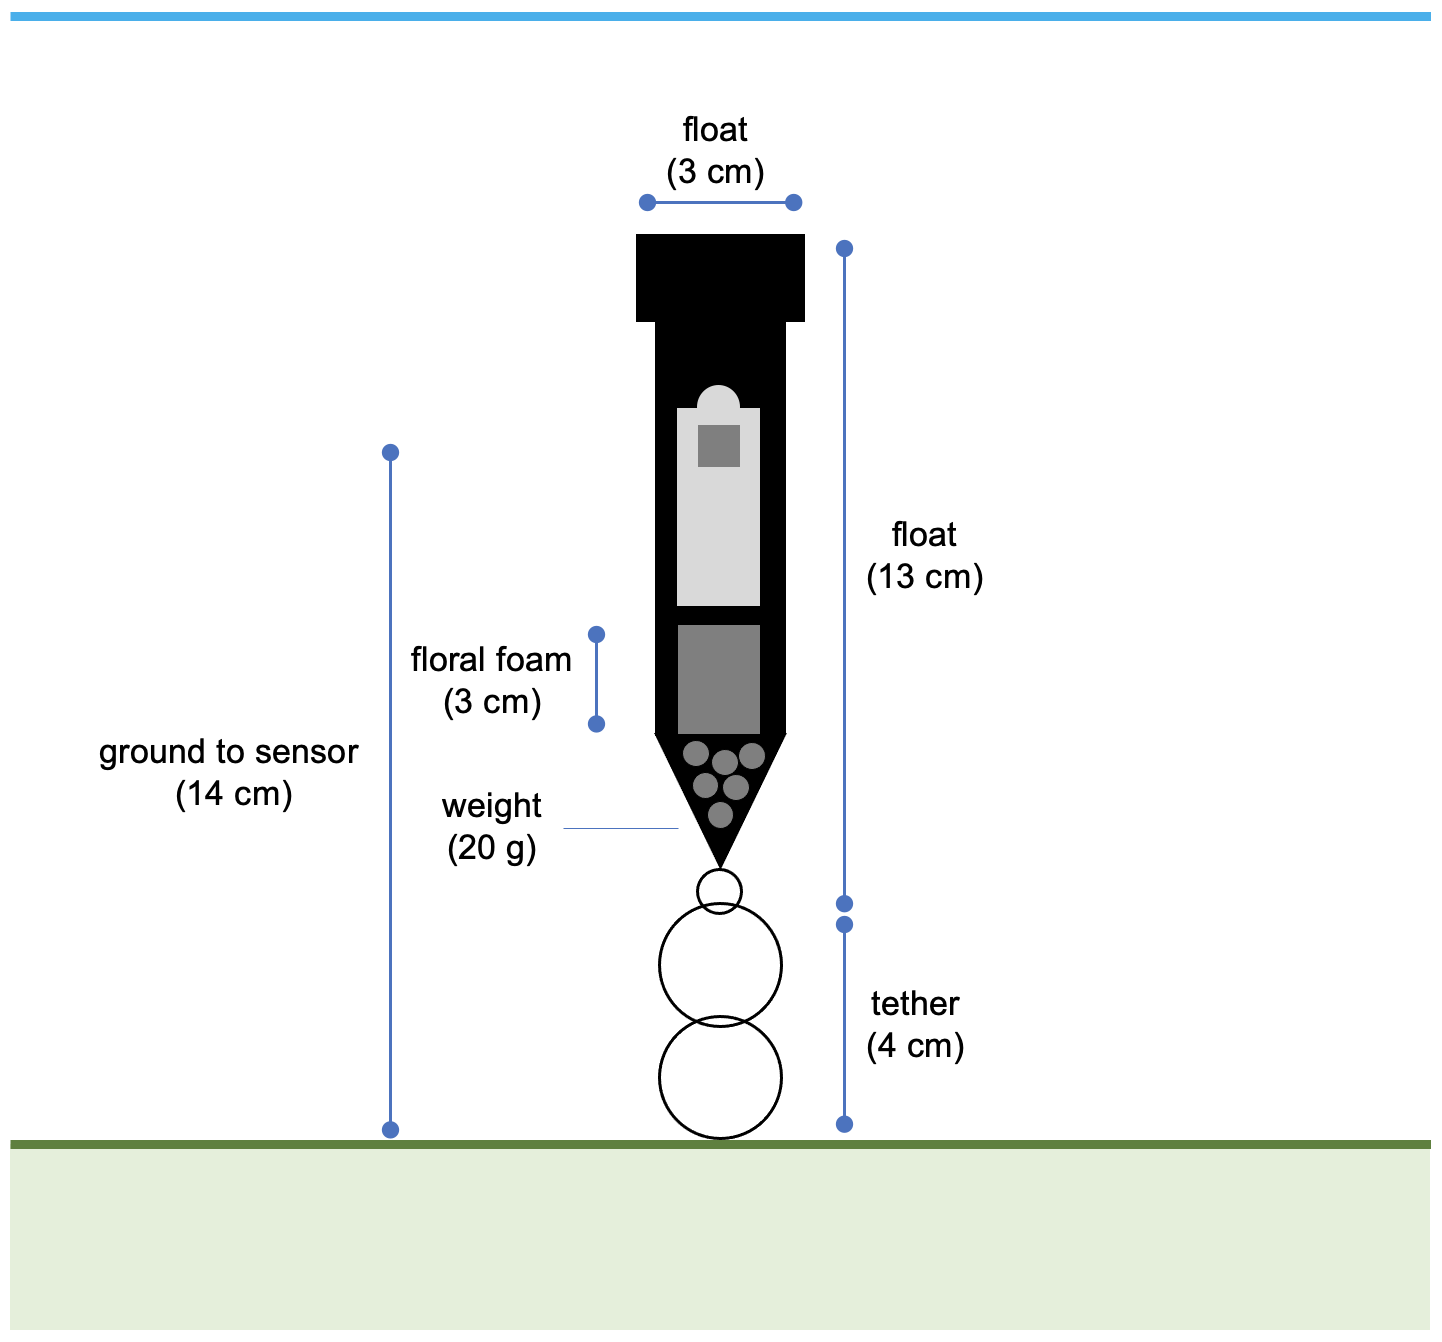 float
(3 cm)
float
(13 cm)
floral foam
(3 cm)
ground to sensor
(14 cm)
weight
(20 g)
tether
(4 cm)